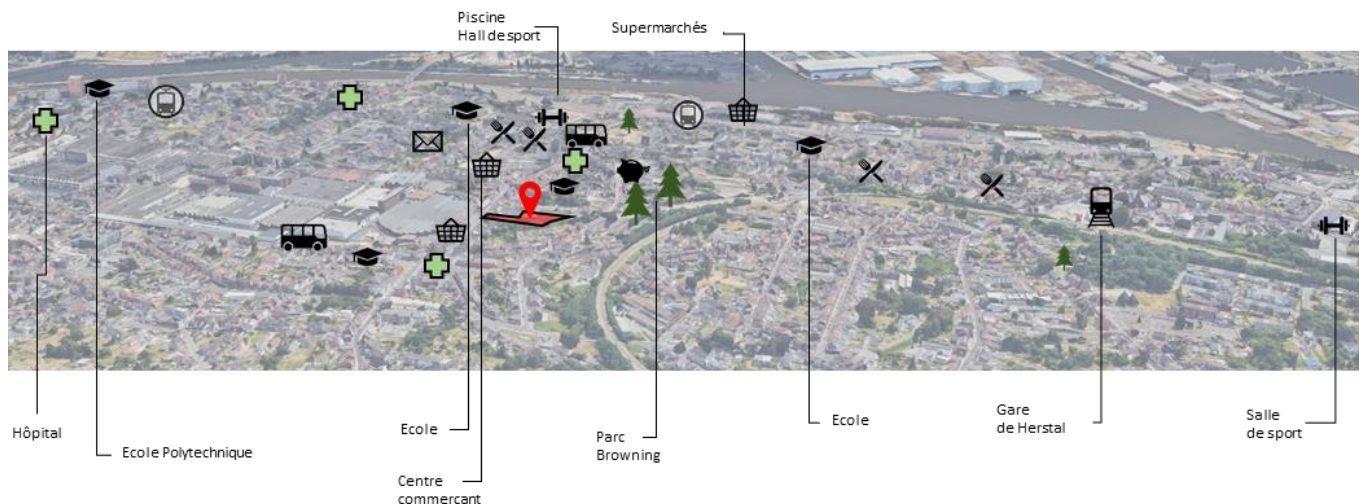 Piscine
Hall de sport
Supermarchés
Hôpital
Ecole Polytechnique
Ecole
Centre
commerçant
Parc
Browning
Ecole
Gare
de Herstal
Salle
de sport